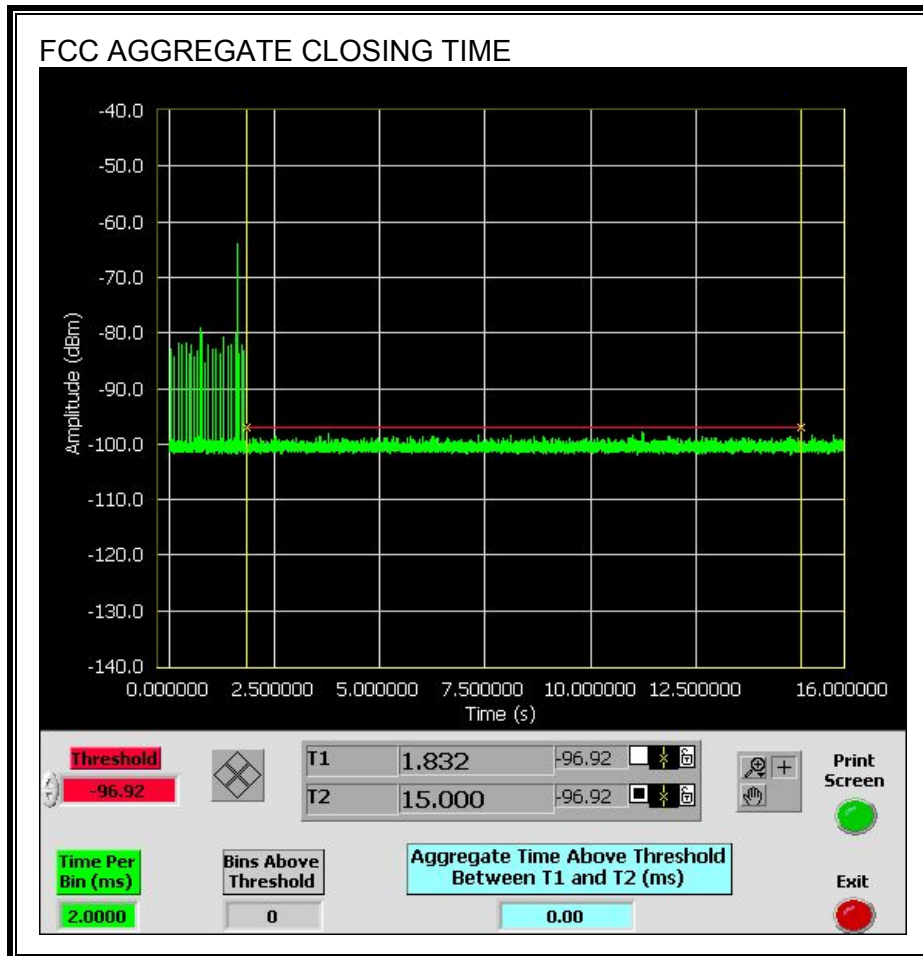 FCC AGGREGATE CLOSING TIME
-40.0
-50.0
-60.0
-70.0
-80.0
-90.0
-100.0
-110.0
-120.0
-130.0
-140.0
Amplitude (dBm)
0.000000 2.500000 5.000000 7.500000 10.000000 12.500000 16.000000
Time (s)
Threshold
-96.92
T1 1.832 -96.92
T2 15.000 -96.92
Print
Screen
Time Per
Bin (ms)
2.0000
Bins Above
Threshold
0
Aggregate Time Above Threshold
Between T1 and T2 (ms)
0.00
Exit